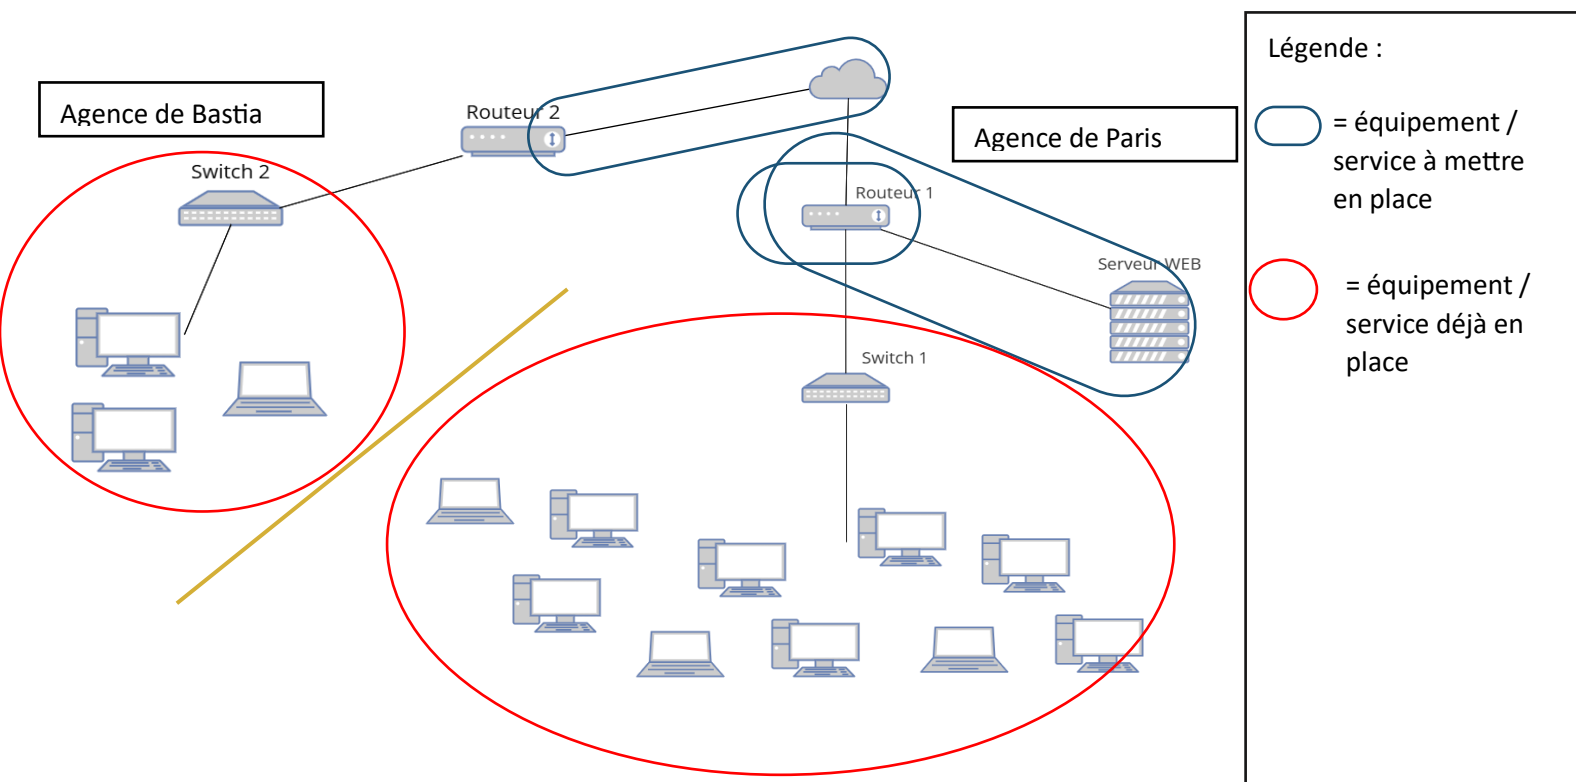 Agence de Bastia
Routeur 2
Switch 2
Agence de Paris
Routeur 1
Serveur WEB
Switch 1
Légende :
= équipement /
service à mettre
en place
= équipement /
service déjà en
place